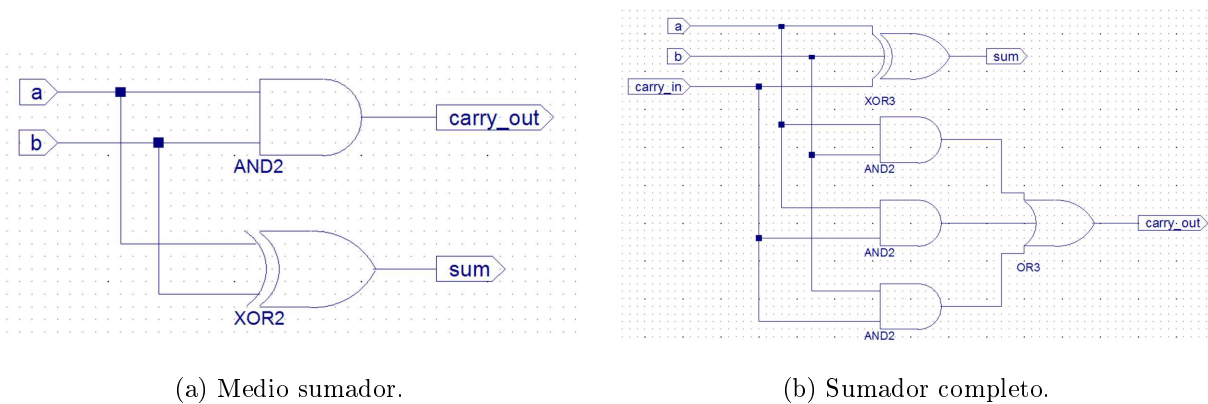 a
b
AND2
carry_out
XOR2
sum
(a) Medio sumador.
a
b
carry_in
sum
XOR3
AND2
AND2
carry_out
OR3
AND2
(b) Sumador completo.